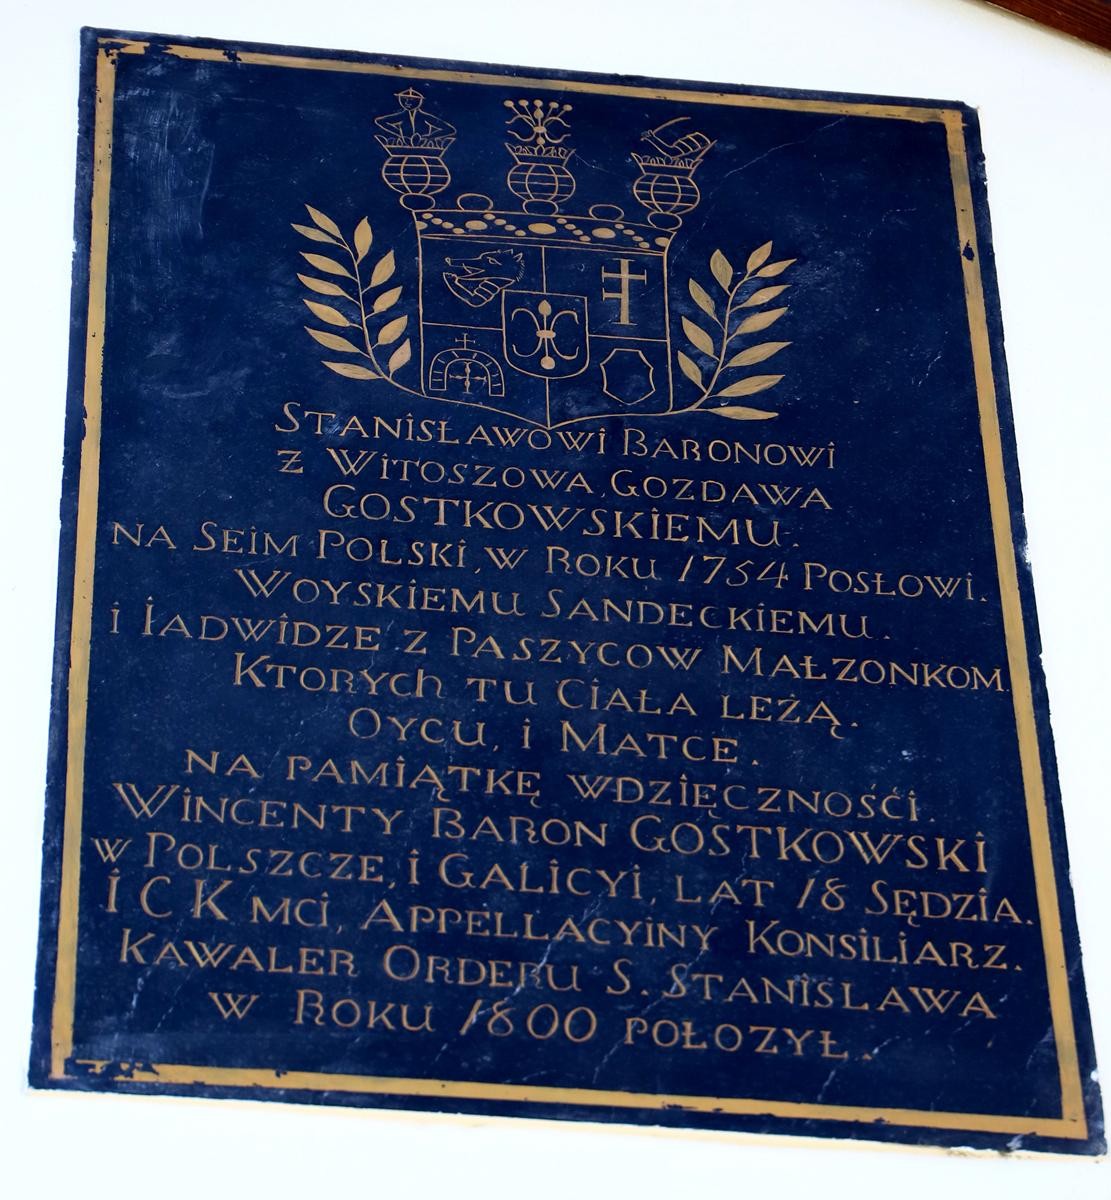 STANISŁAWOWI BARONOWI
Z WITOSZOWA, GOZDAWA
GOSTKOWSKIEMU.
NA SEIM POLSKI, W ROKU 1754 POSŁOWI.
WOYSKIEMU SANDECKIEMU.
I ŁADWIDZE Z PASZYCOW MAŁZONKOM.
KTORYCH TU CIAŁA LEŻĄ.
OYCU, I MATCE.
NA PAMIĄTKĘ WDZIĘCZNOŚĆI.
WINCENTY BARON GOSTKOWSKI
W POLSZCZE, I GALICYI, LAT 18 SĘDZIA.
I C K MCI, APPELLACYINY KONSILIARZ.
KAWALER ORDERU S. STANISŁAWA
W ROKU 1800 POŁOZYŁ.